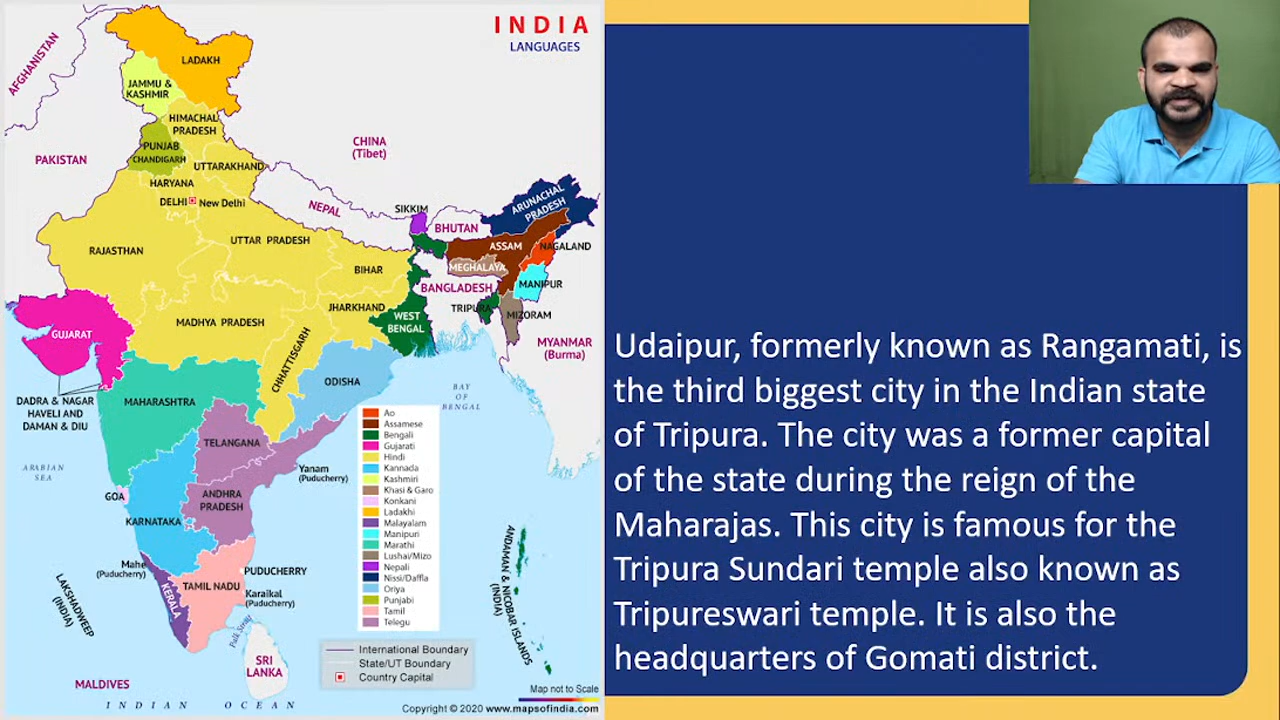 INDIA
LANGUAGES
AFGHANISTAN
LADAKH
JAMMU &
KASHMIR
HIMACHAL
PRADESH
CHINA
(Tibet)
PUNJAB
CHANDIGARH
PAKISTAN
UTTARAKHAND
HARYANA
DELHI
New Delhi
NEPAL
SIKKIM
BHUTAN
ARUNACHAL
PRADESH
RAJASTHAN
UTTAR PRADESH
ASSAM
NAGALAND
BIHAR
MEGHALAYA
BANGLADESH
MANIPUR
JHARKHAND
TRIPURA
MIZORAM
WEST
BENGAL
GUJARAT
MADHYA PRADESH
CHHATTISGARH
MYANMAR
(Burma)
ODISHA
BAY
OF
BENGAL
DADRA & NAGAR
HAVELI AND
DAMAN & DIU
MAHARASHTRA
TELANGANA
ARABIAN
SEA
Yanam
(Puducherry)
GOA
ANDHRA
PRADESH
KARNATAKA
Mahe
(Puducherry)
PUDUCHERRY
TAMIL NADU
KERALA
Karaikal
(Puducherry)
LAKSHADWEEP
(INDIA)
Palk Strait
SRI
LANKA
ANDAMAN & NICOBAR ISLANDS
(INDIA)
MALDIVES
INDIAN OCEAN
Ao
Assamese
Bengali
Gujarati
Hindi
Kannada
Kashmiri
Khasi & Garo
Konkani
Ladakhi
Malayalam
Manipuri
Marathi
Lushai/Mizo
Nepali
Nissi/Daffla
Oriya
Punjabi
Tamil
Telegu
International Boundary
State/UT Boundary
Country Capital
Map not to Scale
Copyright © 2020 www.mapsofindia.com
Udaipur, formerly known as Rangamati, is
the third biggest city in the Indian state
of Tripura. The city was a former capital
of the state during the reign of the
Maharajas. This city is famous for the
Tripura Sundari temple also known as
Tripureswari temple. It is also the
headquarters of Gomati district.